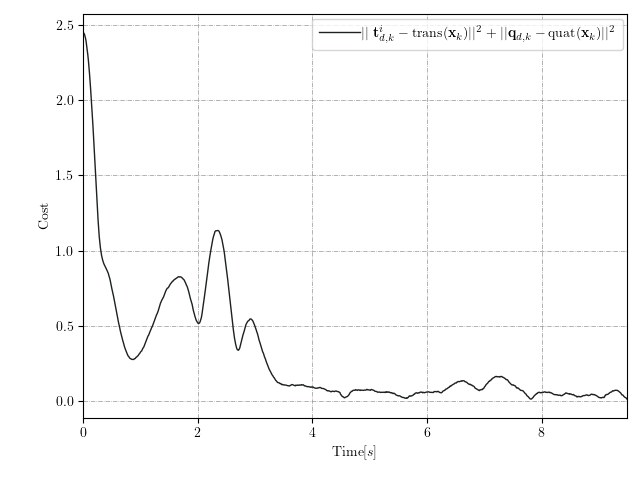 || t^i_{d,k} − trans(x_k)||^2 + ||q_{d,k} − quat(x_k)||^2
2.5
2.0
1.5
1.0
0.5
0.0
Cost
0 2 4 6 8
Time[s]